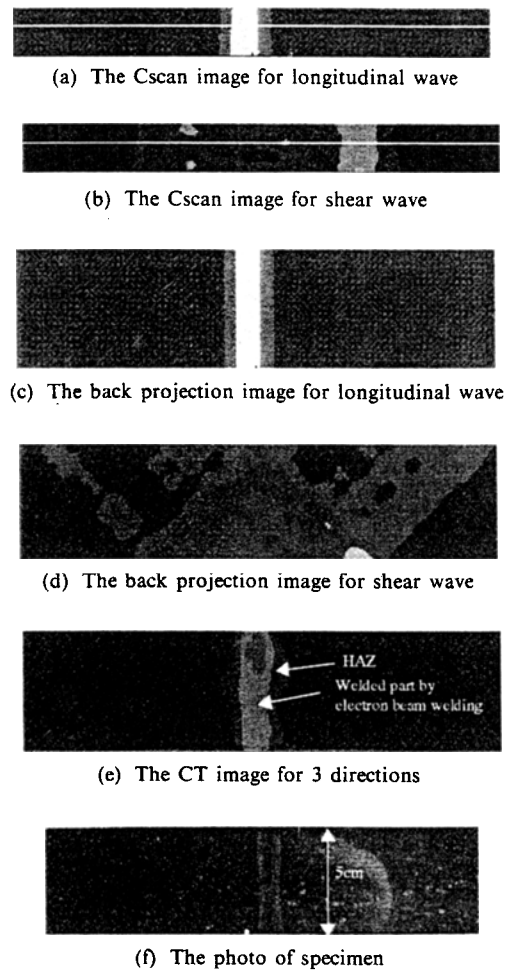 (a) The Cscan image for longitudinal wave
(b) The Cscan image for shear wave
(c) The back projection image for longitudinal wave
(d) The back projection image for shear wave
HAZ
Welded part by
electron beam welding
(e) The CT image for 3 directions
5cm
(f) The photo of specimen